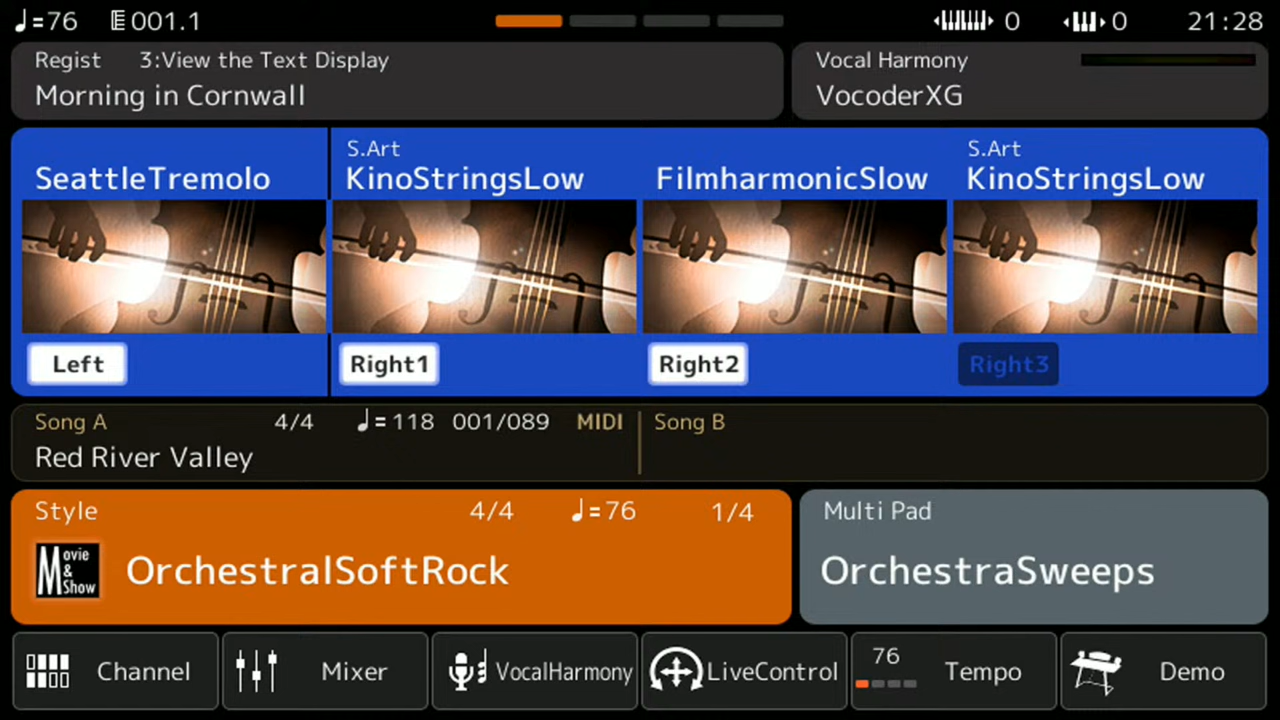 ♩=76 001.1 0 0 21:28
Regist 3:View the Text Display
Morning in Cornwall
Vocal Harmony
VocoderXG
SeattleTremolo
S.Art
KinoStringsLow
FilmharmonicSlow
S.Art
KinoStringsLow
Left Right1 Right2 Right3
Song A 4/4 ♩=118 001/089 MIDI
Red River Valley
Song B
Style 4/4 ♩=76 1/4
Movie
&
Show
OrchestralSoftRock
Multi Pad
OrchestraSweeps
Channel Mixer VocalHarmony LiveControl 76 Tempo Demo